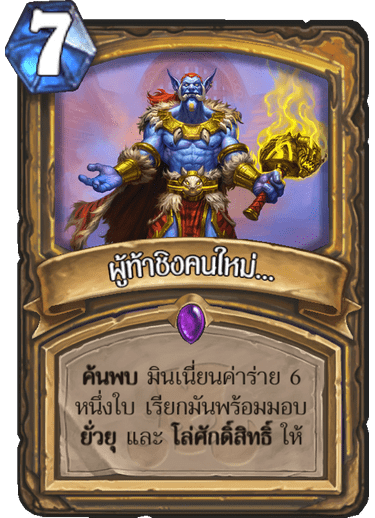 7
ผู้ท้าชิงคนใหม่...
ค้นพบ มินเนี่ยนค่าร่าย 6
หนึ่งใบ เรียกมันพร้อมมอบ
ยั่วยุ และ โล่ศักดิ์สิทธิ์ ให้